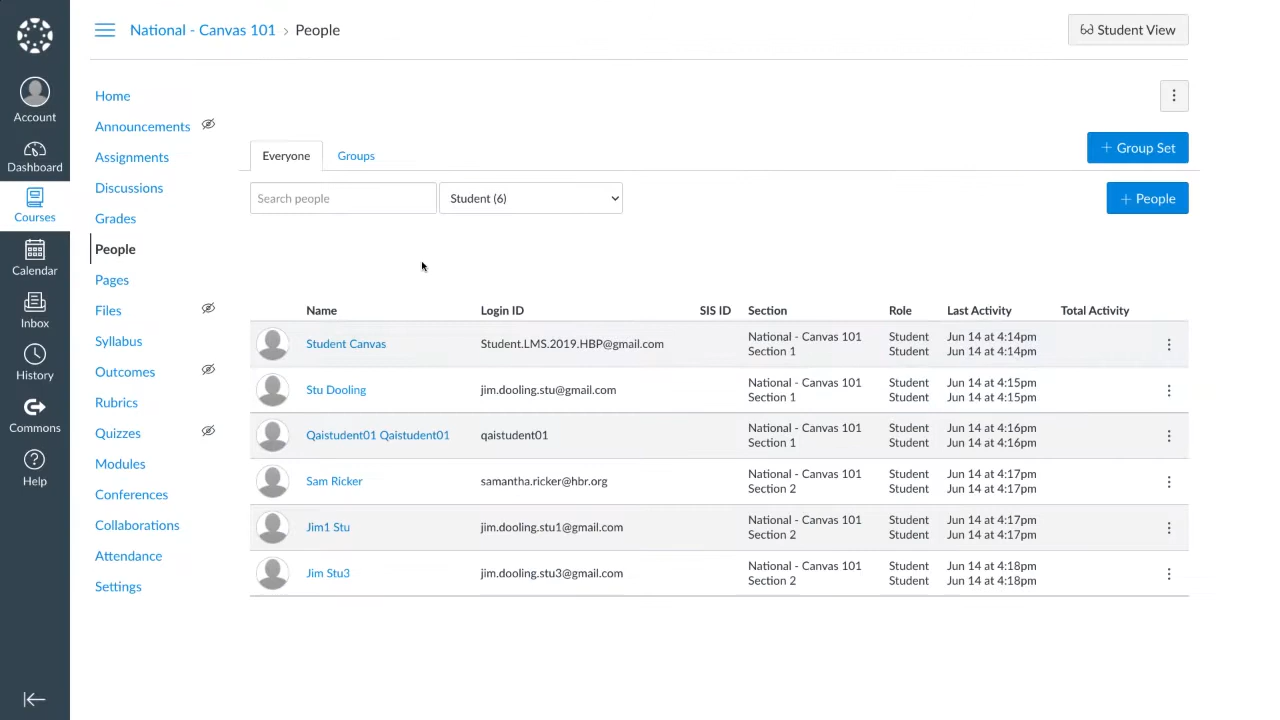 National - Canvas 101 › People
Student View
Account
Dashboard
Courses
Calendar
Inbox
History
Commons
Help
Home
Announcements
Assignments
Discussions
Grades
People
Pages
Files
Syllabus
Outcomes
Rubrics
Quizzes
Modules
Conferences
Collaborations
Attendance
Settings
Everyone Groups
+ Group Set
Search people Student (6)
+ People
Name Login ID SIS ID Section Role Last Activity Total Activity
Student Canvas Student.LMS.2019.HBP@gmail.com National - Canvas 101 Student Jun 14 at 4:14pm
Section 1 Student Jun 14 at 4:14pm
Stu Dooling jim.dooling.stu@gmail.com National - Canvas 101 Student Jun 14 at 4:15pm
Section 1 Student Jun 14 at 4:15pm
Qaistudent01 Qaistudent01 qaistudent01 National - Canvas 101 Student Jun 14 at 4:16pm
Section 1 Student Jun 14 at 4:16pm
Sam Ricker samantha.ricker@hbr.org National - Canvas 101 Student Jun 14 at 4:17pm
Section 2 Student Jun 14 at 4:17pm
Jim1 Stu jim.dooling.stu1@gmail.com National - Canvas 101 Student Jun 14 at 4:17pm
Section 2 Student Jun 14 at 4:17pm
Jim Stu3 jim.dooling.stu3@gmail.com National - Canvas 101 Student Jun 14 at 4:18pm
Section 2 Student Jun 14 at 4:18pm